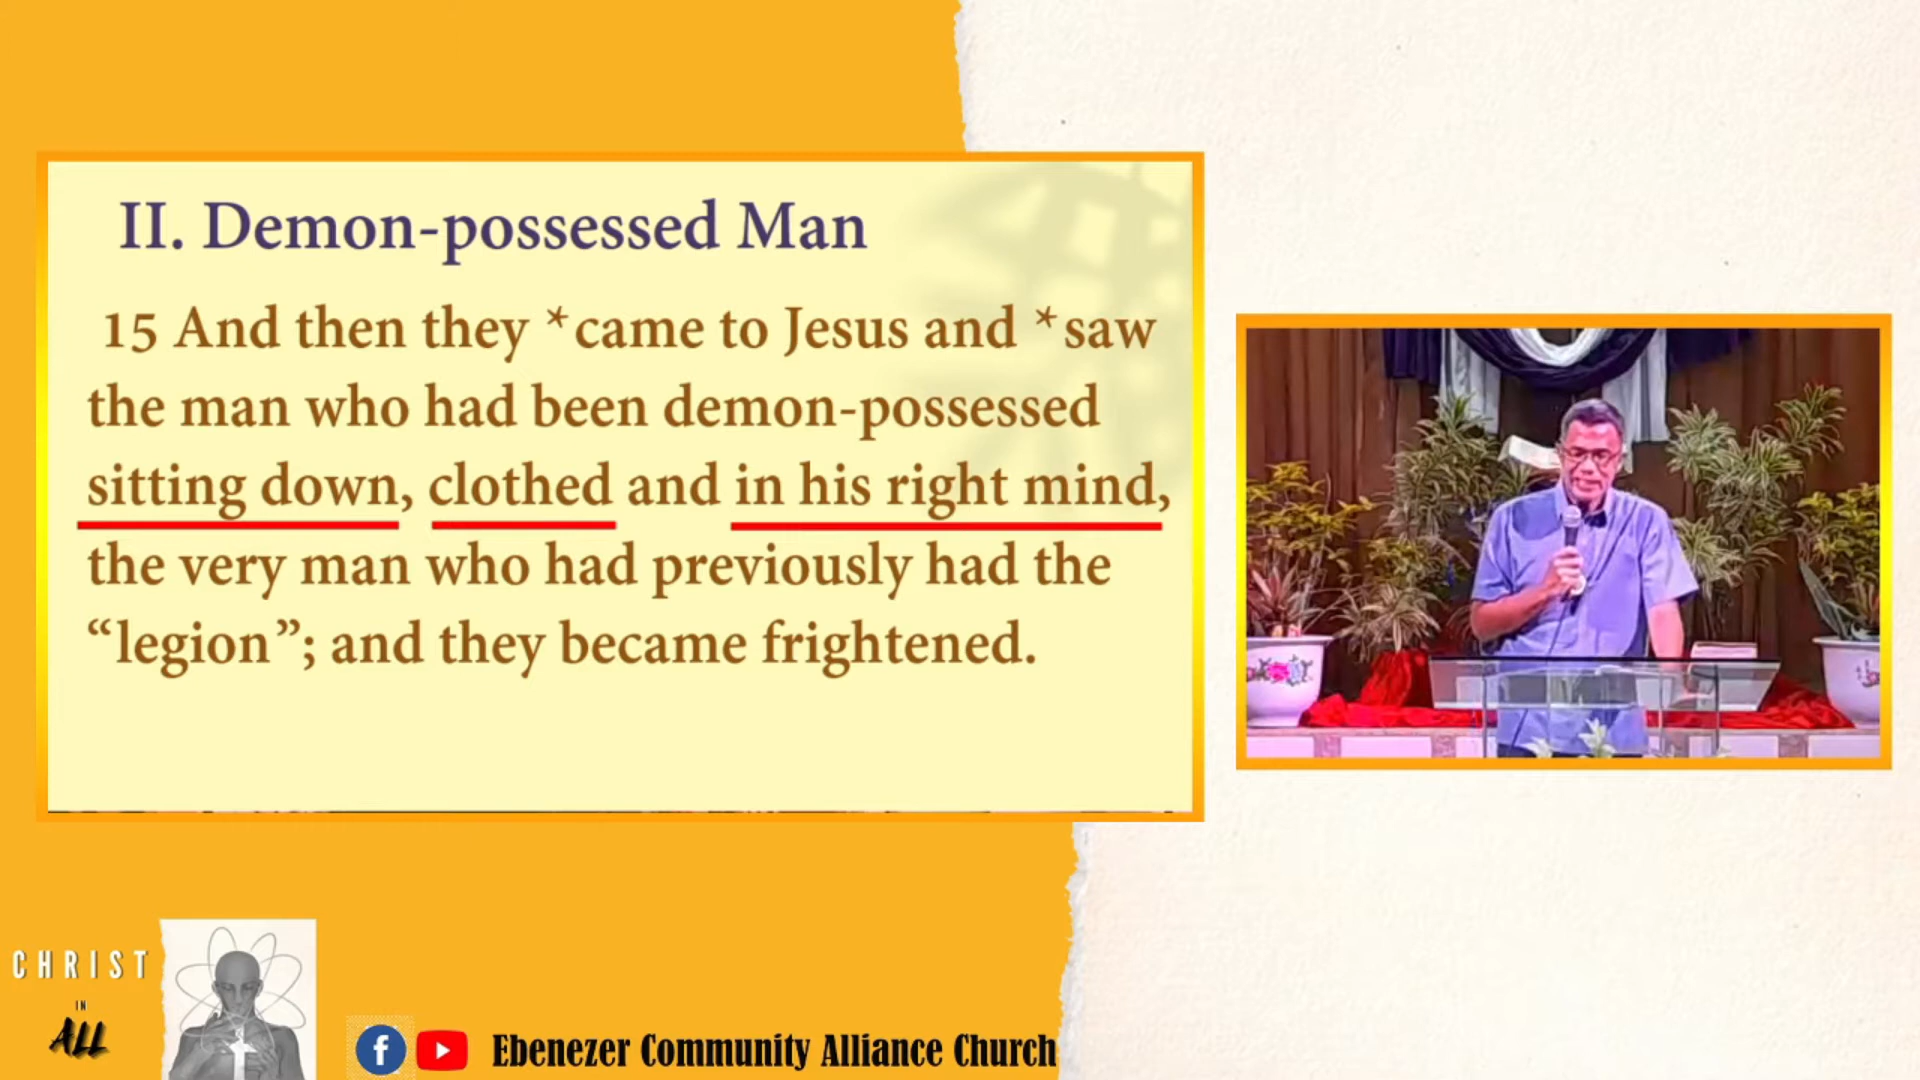 II. Demon-possessed Man
15 And then they *came to Jesus and *saw
the man who had been demon-possessed
sitting down, clothed and in his right mind,
the very man who had previously had the
“legion”; and they became frightened.
CHRIST
IN
ALL
f
Ebenezer Community Alliance Church